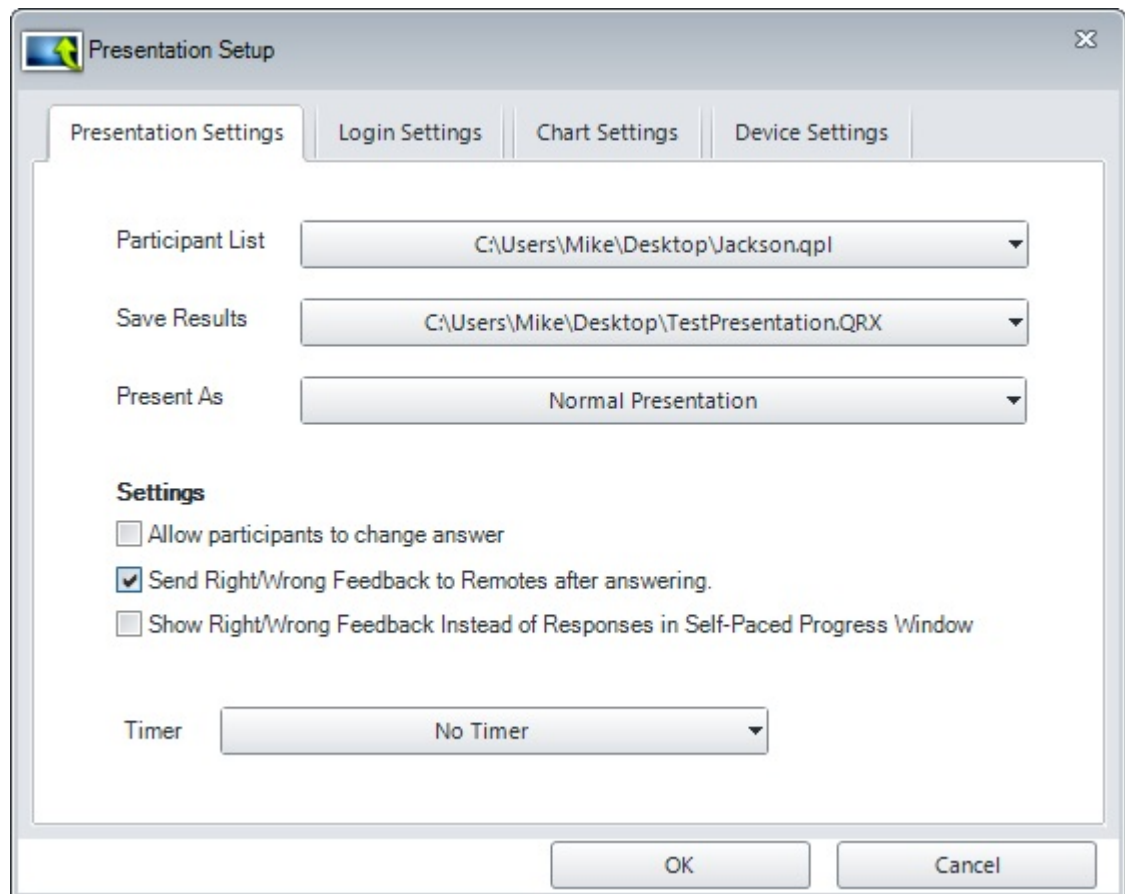 Presentation Setup
Presentation Settings Login Settings Chart Settings Device Settings
Participant List C:\Users\Mike\Desktop\Jackson.qpl
Save Results C:\Users\Mike\Desktop\TestPresentation.QRX
Present As Normal Presentation
Settings
Allow participants to change answer
Send Right/Wrong Feedback to Remotes after answering.
Show Right/Wrong Feedback Instead of Responses in Self-Paced Progress Window
Timer No Timer
OK Cancel